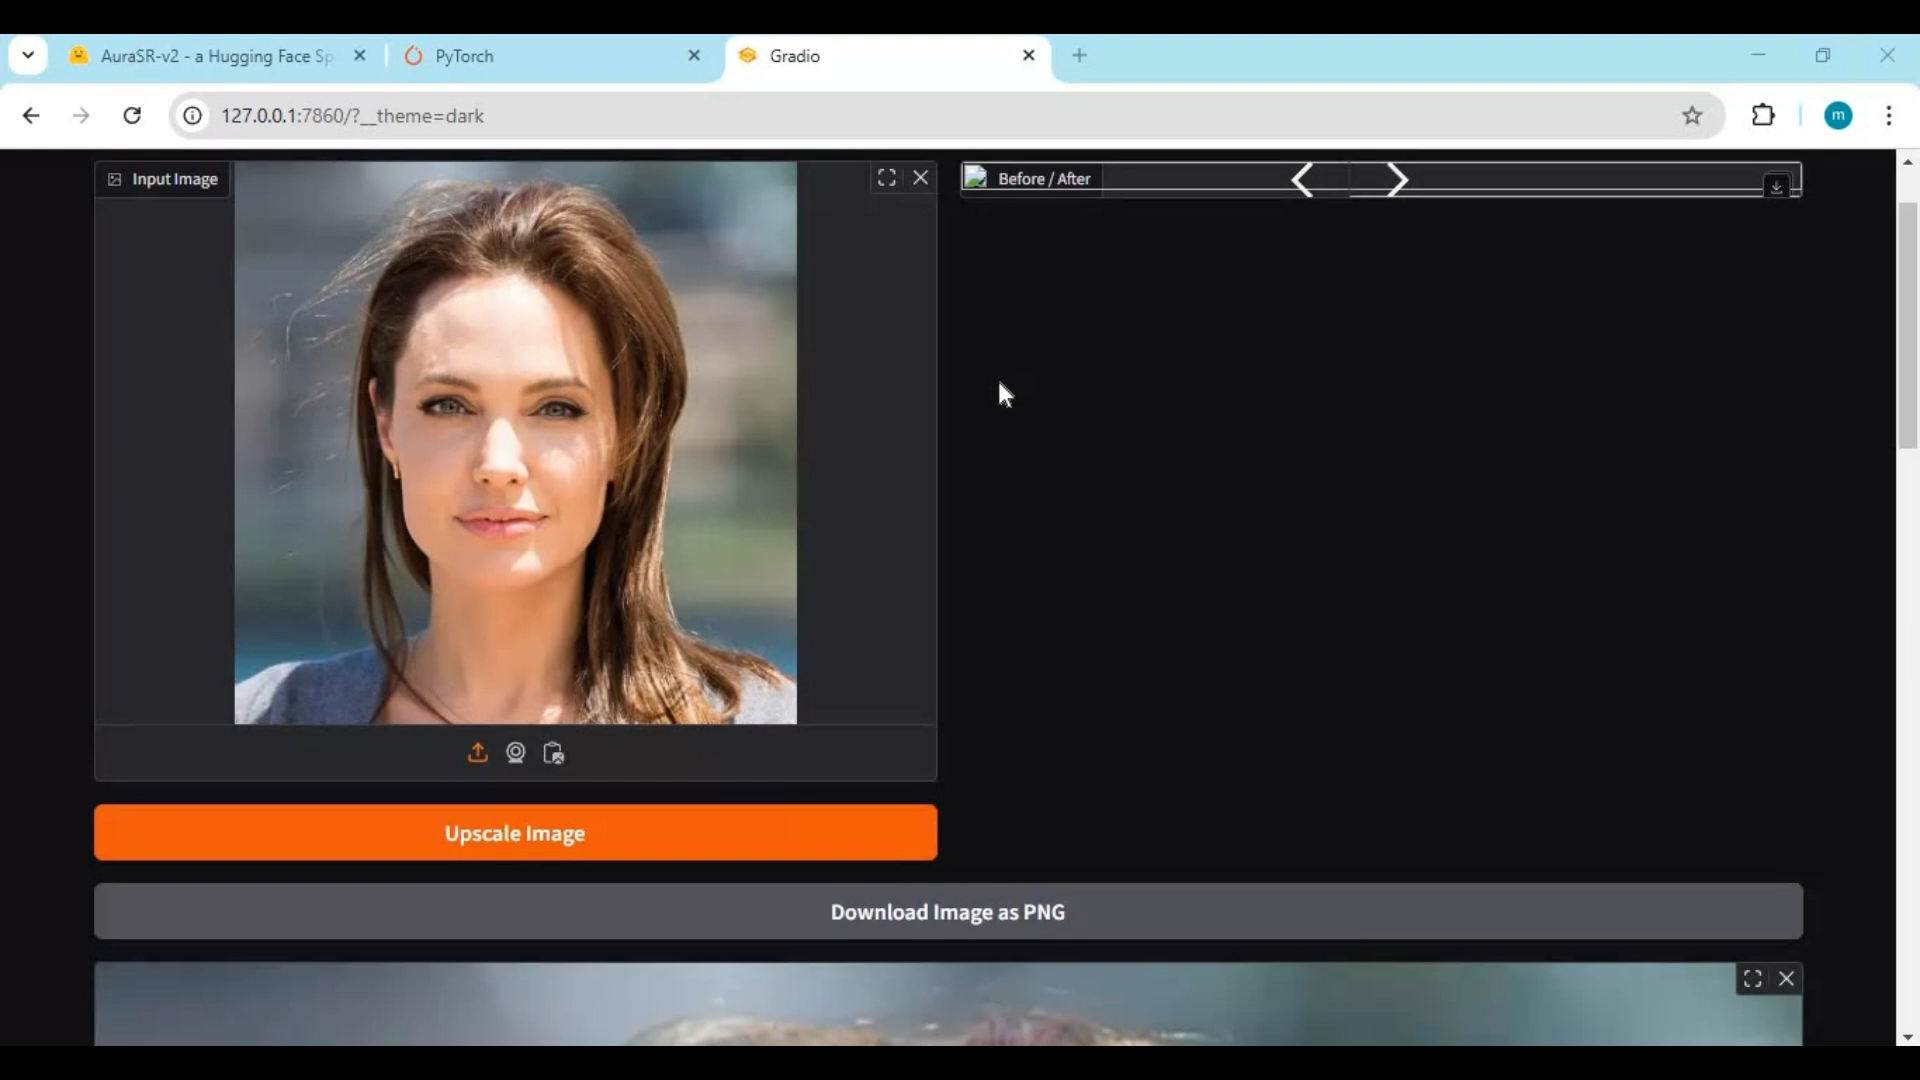 AuraSR-v2 - a Hugging Face Sp
PyTorch
Gradio
127.0.0.1:7860/?__theme=dark
m
Input Image
Before / After
Upscale Image
Download Image as PNG